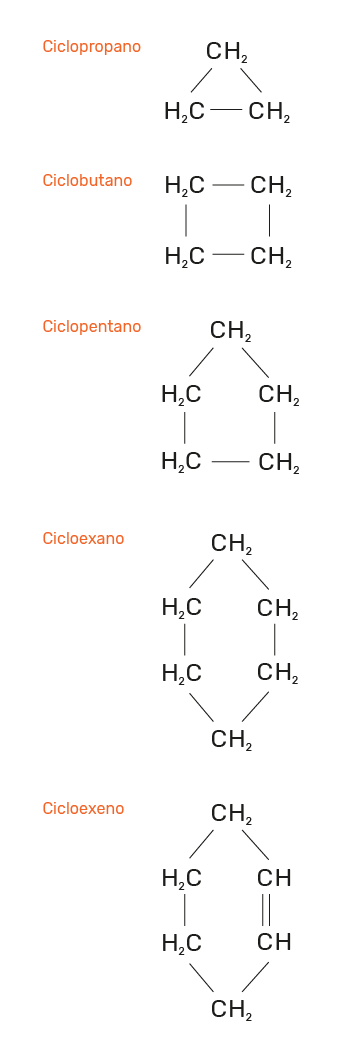 Ciclopropano
CH₂
H₂C CH₂
Ciclobutano
H₂C CH₂
H₂C CH₂
Ciclopentano
CH₂
H₂C CH₂
H₂C CH₂
Cicloexano
CH₂
H₂C CH₂
H₂C CH₂
CH₂
Cicloexeno
CH₂
H₂C CH
H₂C CH
CH₂